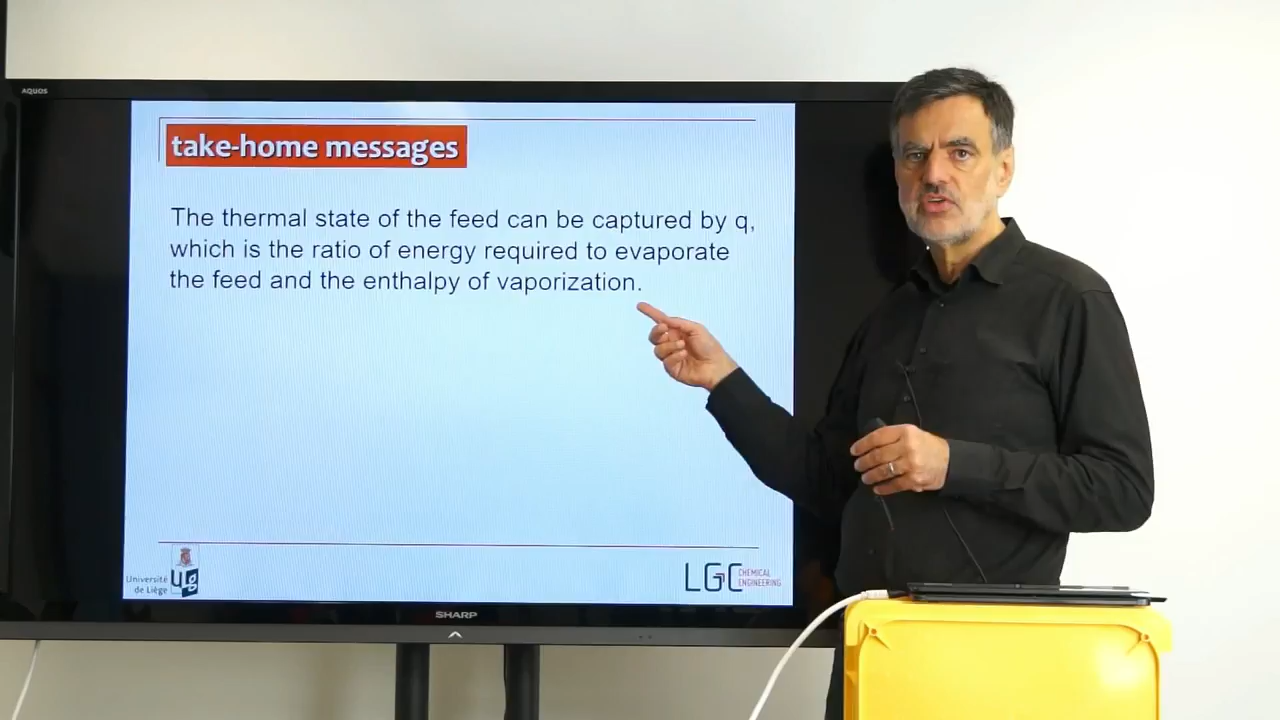 AQUOS
take-home messages
The thermal state of the feed can be captured by q,
which is the ratio of energy required to evaporate
the feed and the enthalpy of vaporization.
Université
de Liège
ULg
LGC
CHEMICAL
ENGINEERING
SHARP